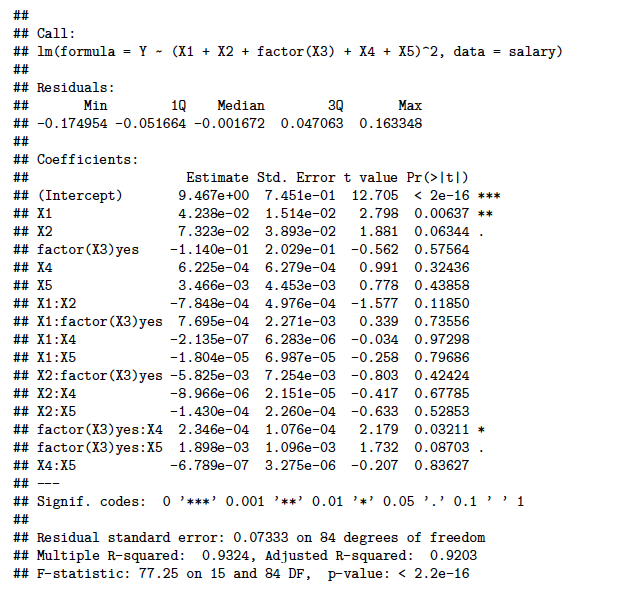 ##
## Call:
## lm(formula = Y ~ (X1 + X2 + factor(X3) + X4 + X5)^2, data = salary)
##
## Residuals:
##       Min        1Q    Median        3Q       Max
## -0.174954 -0.051664 -0.001672  0.047063  0.163348
##
## Coefficients:
##                    Estimate Std. Error t value Pr(>|t|)
## (Intercept)       9.467e+00  7.451e-01  12.705  < 2e-16 ***
## X1                4.238e-02  1.514e-02   2.798  0.00637 **
## X2                7.323e-02  3.893e-02   1.881  0.06344 .
## factor(X3)yes    -1.140e-01  2.029e-01  -0.562  0.57564
## X4                6.225e-04  6.279e-04   0.991  0.32436
## X5                3.466e-03  4.453e-03   0.778  0.43858
## X1:X2            -7.848e-04  4.976e-04  -1.577  0.11850
## X1:factor(X3)yes  7.695e-04  2.271e-03   0.339  0.73556
## X1:X4            -2.135e-07  6.283e-06  -0.034  0.97298
## X1:X5            -1.804e-05  6.987e-05  -0.258  0.79686
## X2:factor(X3)yes -5.825e-03  7.254e-03  -0.803  0.42424
## X2:X4            -8.966e-06  2.151e-05  -0.417  0.67785
## X2:X5            -1.430e-04  2.260e-04  -0.633  0.52853
## factor(X3)yes:X4  2.346e-04  1.076e-04   2.179  0.03211 *
## factor(X3)yes:X5  1.898e-03  1.096e-03   1.732  0.08703 .
## X4:X5            -6.789e-07  3.275e-06  -0.207  0.83627
## ---
## Signif. codes:  0 '***' 0.001 '**' 0.01 '*' 0.05 '.' 0.1 ' ' 1
##
## Residual standard error: 0.07333 on 84 degrees of freedom
## Multiple R-squared:  0.9324, Adjusted R-squared:  0.9203
## F-statistic: 77.25 on 15 and 84 DF,  p-value: < 2.2e-16